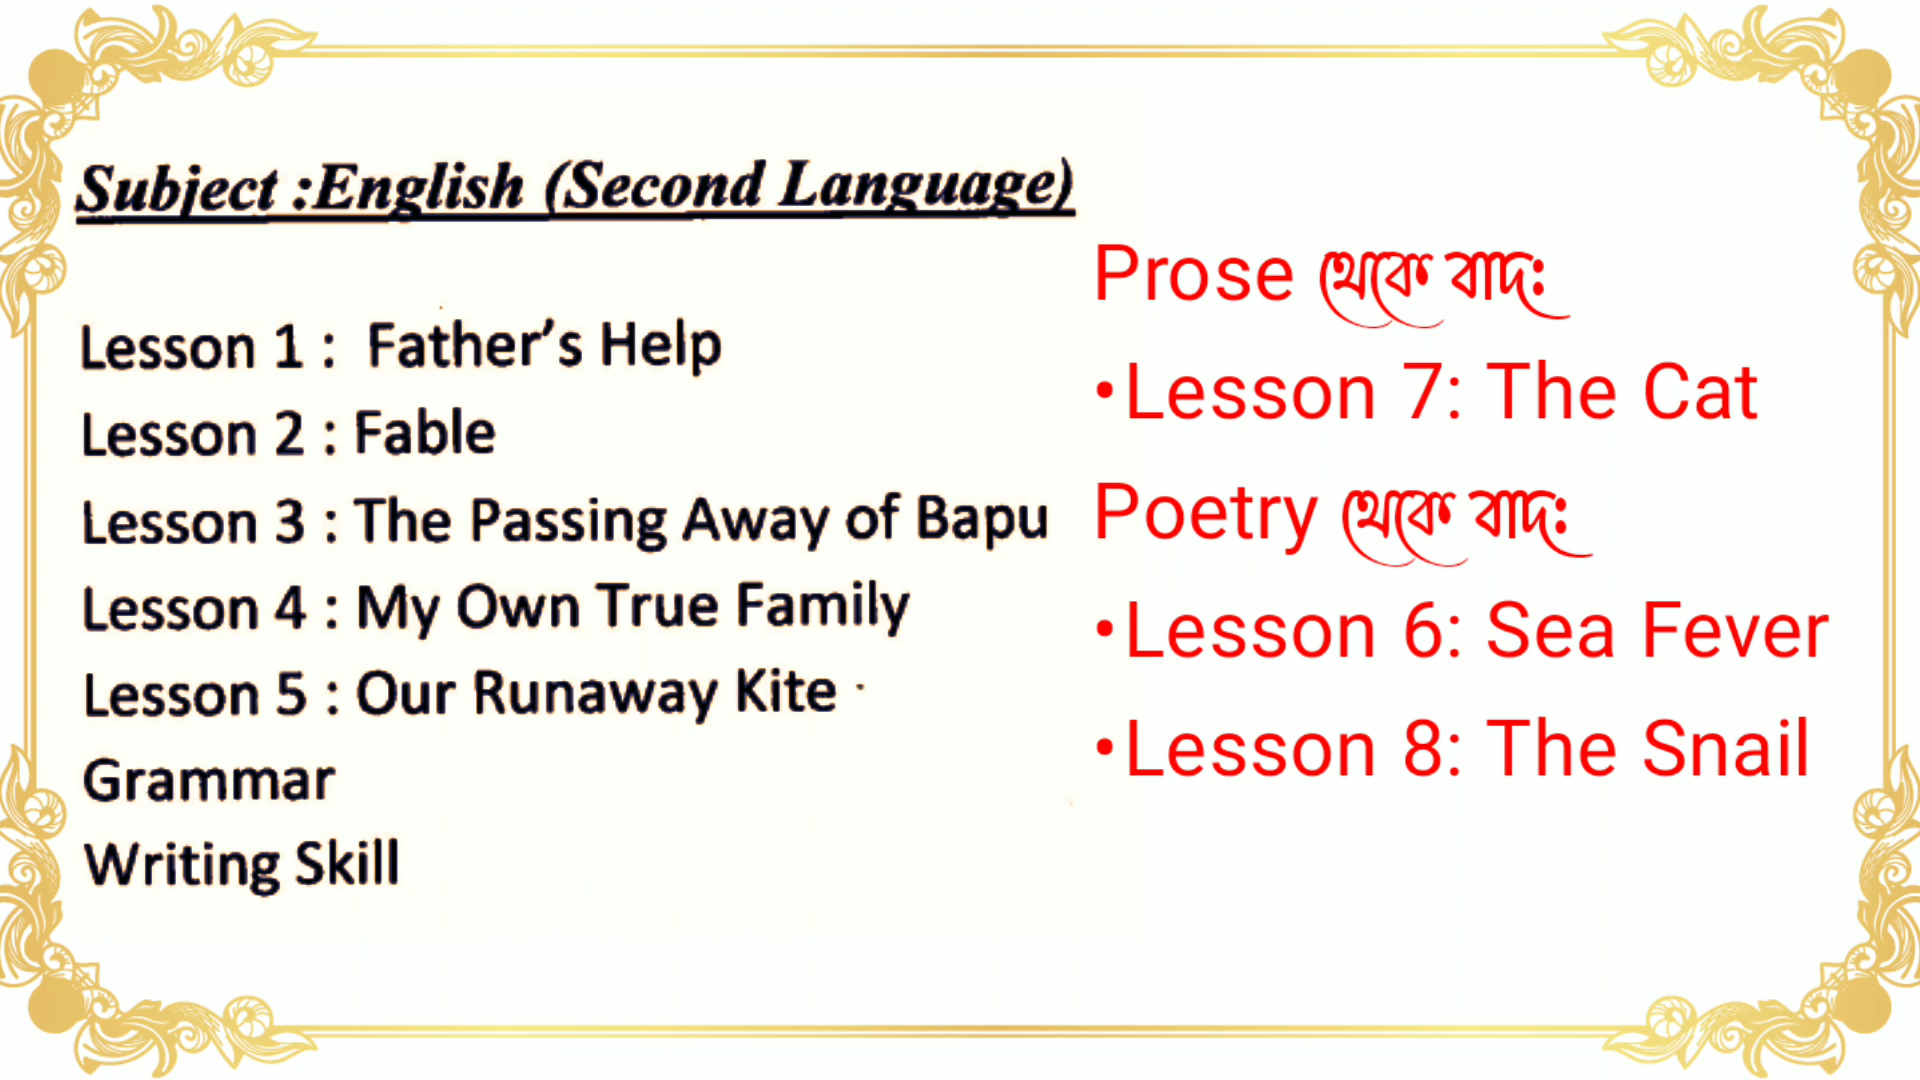 Subject :English (Second Language)
Lesson 1 : Father's Help
Lesson 2 : Fable
Lesson 3 : The Passing Away of Bapu
Lesson 4 : My Own True Family
Lesson 5 : Our Runaway Kite
Grammar
Writing Skill
Prose থেকে বাদ:
•Lesson 7: The Cat
Poetry থেকে বাদ:
•Lesson 6: Sea Fever
•Lesson 8: The Snail